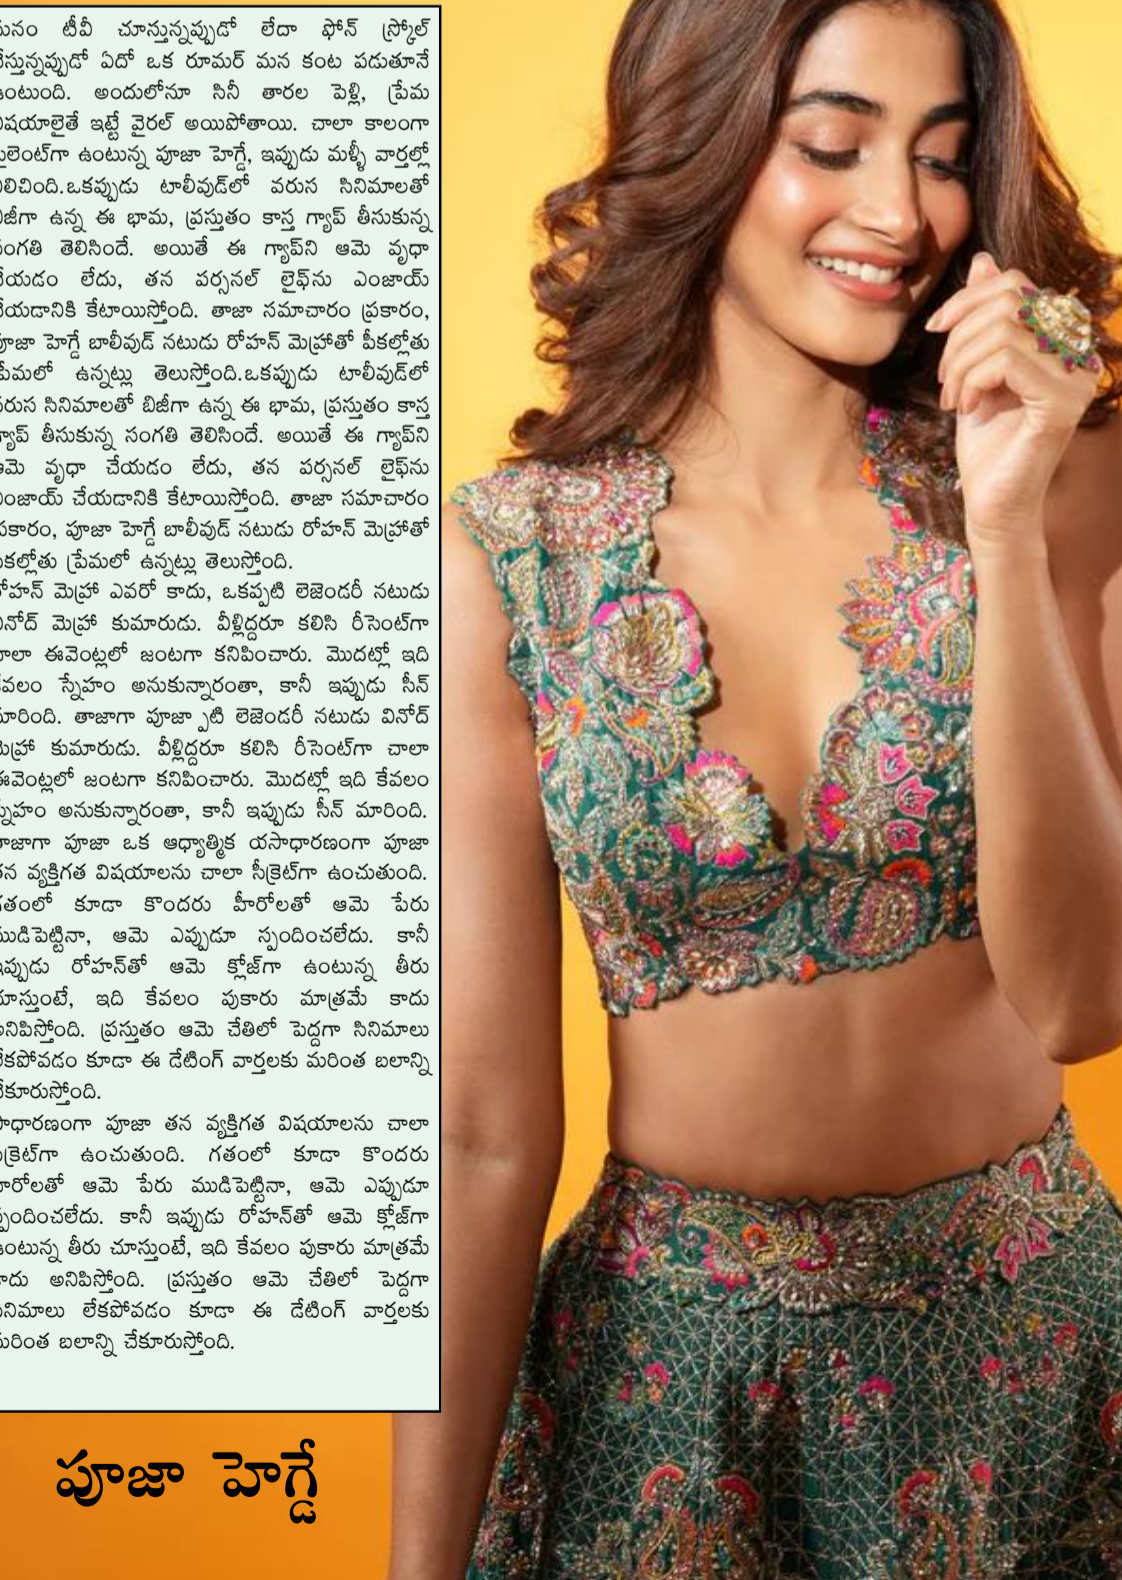 మనం టీవీ చూస్తున్నప్పుడో లేదా ఫోన్ స్క్రోల్
చేస్తున్నప్పుడో ఏదో ఒక రూమర్ మన కంట పడుతూనే
ఉంటుంది. అందులోనూ సినీ తారల పెళ్లి, ప్రేమ
విషయాలైతే ఇట్టే వైరల్ అయిపోతాయి. చాలా కాలంగా
సైలెంట్‌గా ఉంటున్న పూజా హెగ్డే, ఇప్పుడు మళ్ళీ వార్తల్లో
నిలిచింది.ఒకప్పుడు టాలీవుడ్‌లో వరుస సినిమాలతో
బిజీగా ఉన్న ఈ భామ, ప్రస్తుతం కాస్త గ్యాప్ తీసుకున్న
సంగతి తెలిసిందే. అయితే ఈ గ్యాప్‌ని ఆమె వృధా
చేయడం లేదు, తన పర్సనల్ లైఫ్‌ను ఎంజాయ్
చేయడానికి కేటాయిస్తోంది. తాజా సమాచారం ప్రకారం,
పూజా హెగ్డే బాలీవుడ్ నటుడు రోహన్ మెహ్రాతో పీకల్లోతు
ప్రేమలో ఉన్నట్లు తెలుస్తోంది.ఒకప్పుడు టాలీవుడ్‌లో
వరుస సినిమాలతో బిజీగా ఉన్న ఈ భామ, ప్రస్తుతం కాస్త
గ్యాప్ తీసుకున్న సంగతి తెలిసిందే. అయితే ఈ గ్యాప్‌ని
ఆమె వృధా చేయడం లేదు, తన పర్సనల్ లైఫ్‌ను
ఎంజాయ్ చేయడానికి కేటాయిస్తోంది. తాజా సమాచారం
ప్రకారం, పూజా హెగ్డే బాలీవుడ్ నటుడు రోహన్ మెహ్రాతో
పీకల్లోతు ప్రేమలో ఉన్నట్లు తెలుస్తోంది.
రోహన్ మెహ్రా ఎవరో కాదు, ఒకప్పటి లెజెండరీ నటుడు
వినోద్ మెహ్రా కుమారుడు. వీళ్లిద్దరూ కలిసి రీసెంట్‌గా
చాలా ఈవెంట్లలో జంటగా కనిపించారు. మొదట్లో ఇది
కేవలం స్నేహం అనుకున్నారంతా, కానీ ఇప్పుడు సీన్
మారింది. తాజాగా పూజా్పటి లెజెండరీ నటుడు వినోద్
మెహ్రా కుమారుడు. వీళ్లిద్దరూ కలిసి రీసెంట్‌గా చాలా
ఈవెంట్లలో జంటగా కనిపించారు. మొదట్లో ఇది కేవలం
స్నేహం అనుకున్నారంతా, కానీ ఇప్పుడు సీన్ మారింది.
తాజాగా పూజా ఒక ఆధ్యాత్మిక యసాధారణంగా పూజా
తన వ్యక్తిగత విషయాలను చాలా సీక్రెట్‌గా ఉంచుతుంది.
గతంలో కూడా కొందరు హీరోలతో ఆమె పేరు
ముడిపెట్టినా, ఆమె ఎప్పుడూ స్పందించలేదు. కానీ
ఇప్పుడు రోహన్‌తో ఆమె క్లోజ్‌గా ఉంటున్న తీరు
చూస్తుంటే, ఇది కేవలం పుకారు మాత్రమే కాదు
అనిపిస్తోంది. ప్రస్తుతం ఆమె చేతిలో పెద్దగా సినిమాలు
లేకపోవడం కూడా ఈ డేటింగ్ వార్తలకు మరింత బలాన్ని
చేకూరుస్తోంది.
సాధారణంగా పూజా తన వ్యక్తిగత విషయాలను చాలా
సీక్రెట్‌గా ఉంచుతుంది. గతంలో కూడా కొందరు
హీరోలతో ఆమె పేరు ముడిపెట్టినా, ఆమె ఎప్పుడూ
స్పందించలేదు. కానీ ఇప్పుడు రోహన్‌తో ఆమె క్లోజ్‌గా
ఉంటున్న తీరు చూస్తుంటే, ఇది కేవలం పుకారు మాత్రమే
కాదు అనిపిస్తోంది. ప్రస్తుతం ఆమె చేతిలో పెద్దగా
సినిమాలు లేకపోవడం కూడా ఈ డేటింగ్ వార్తలకు
మరింత బలాన్ని చేకూరుస్తోంది.
పూజా హెగ్డే